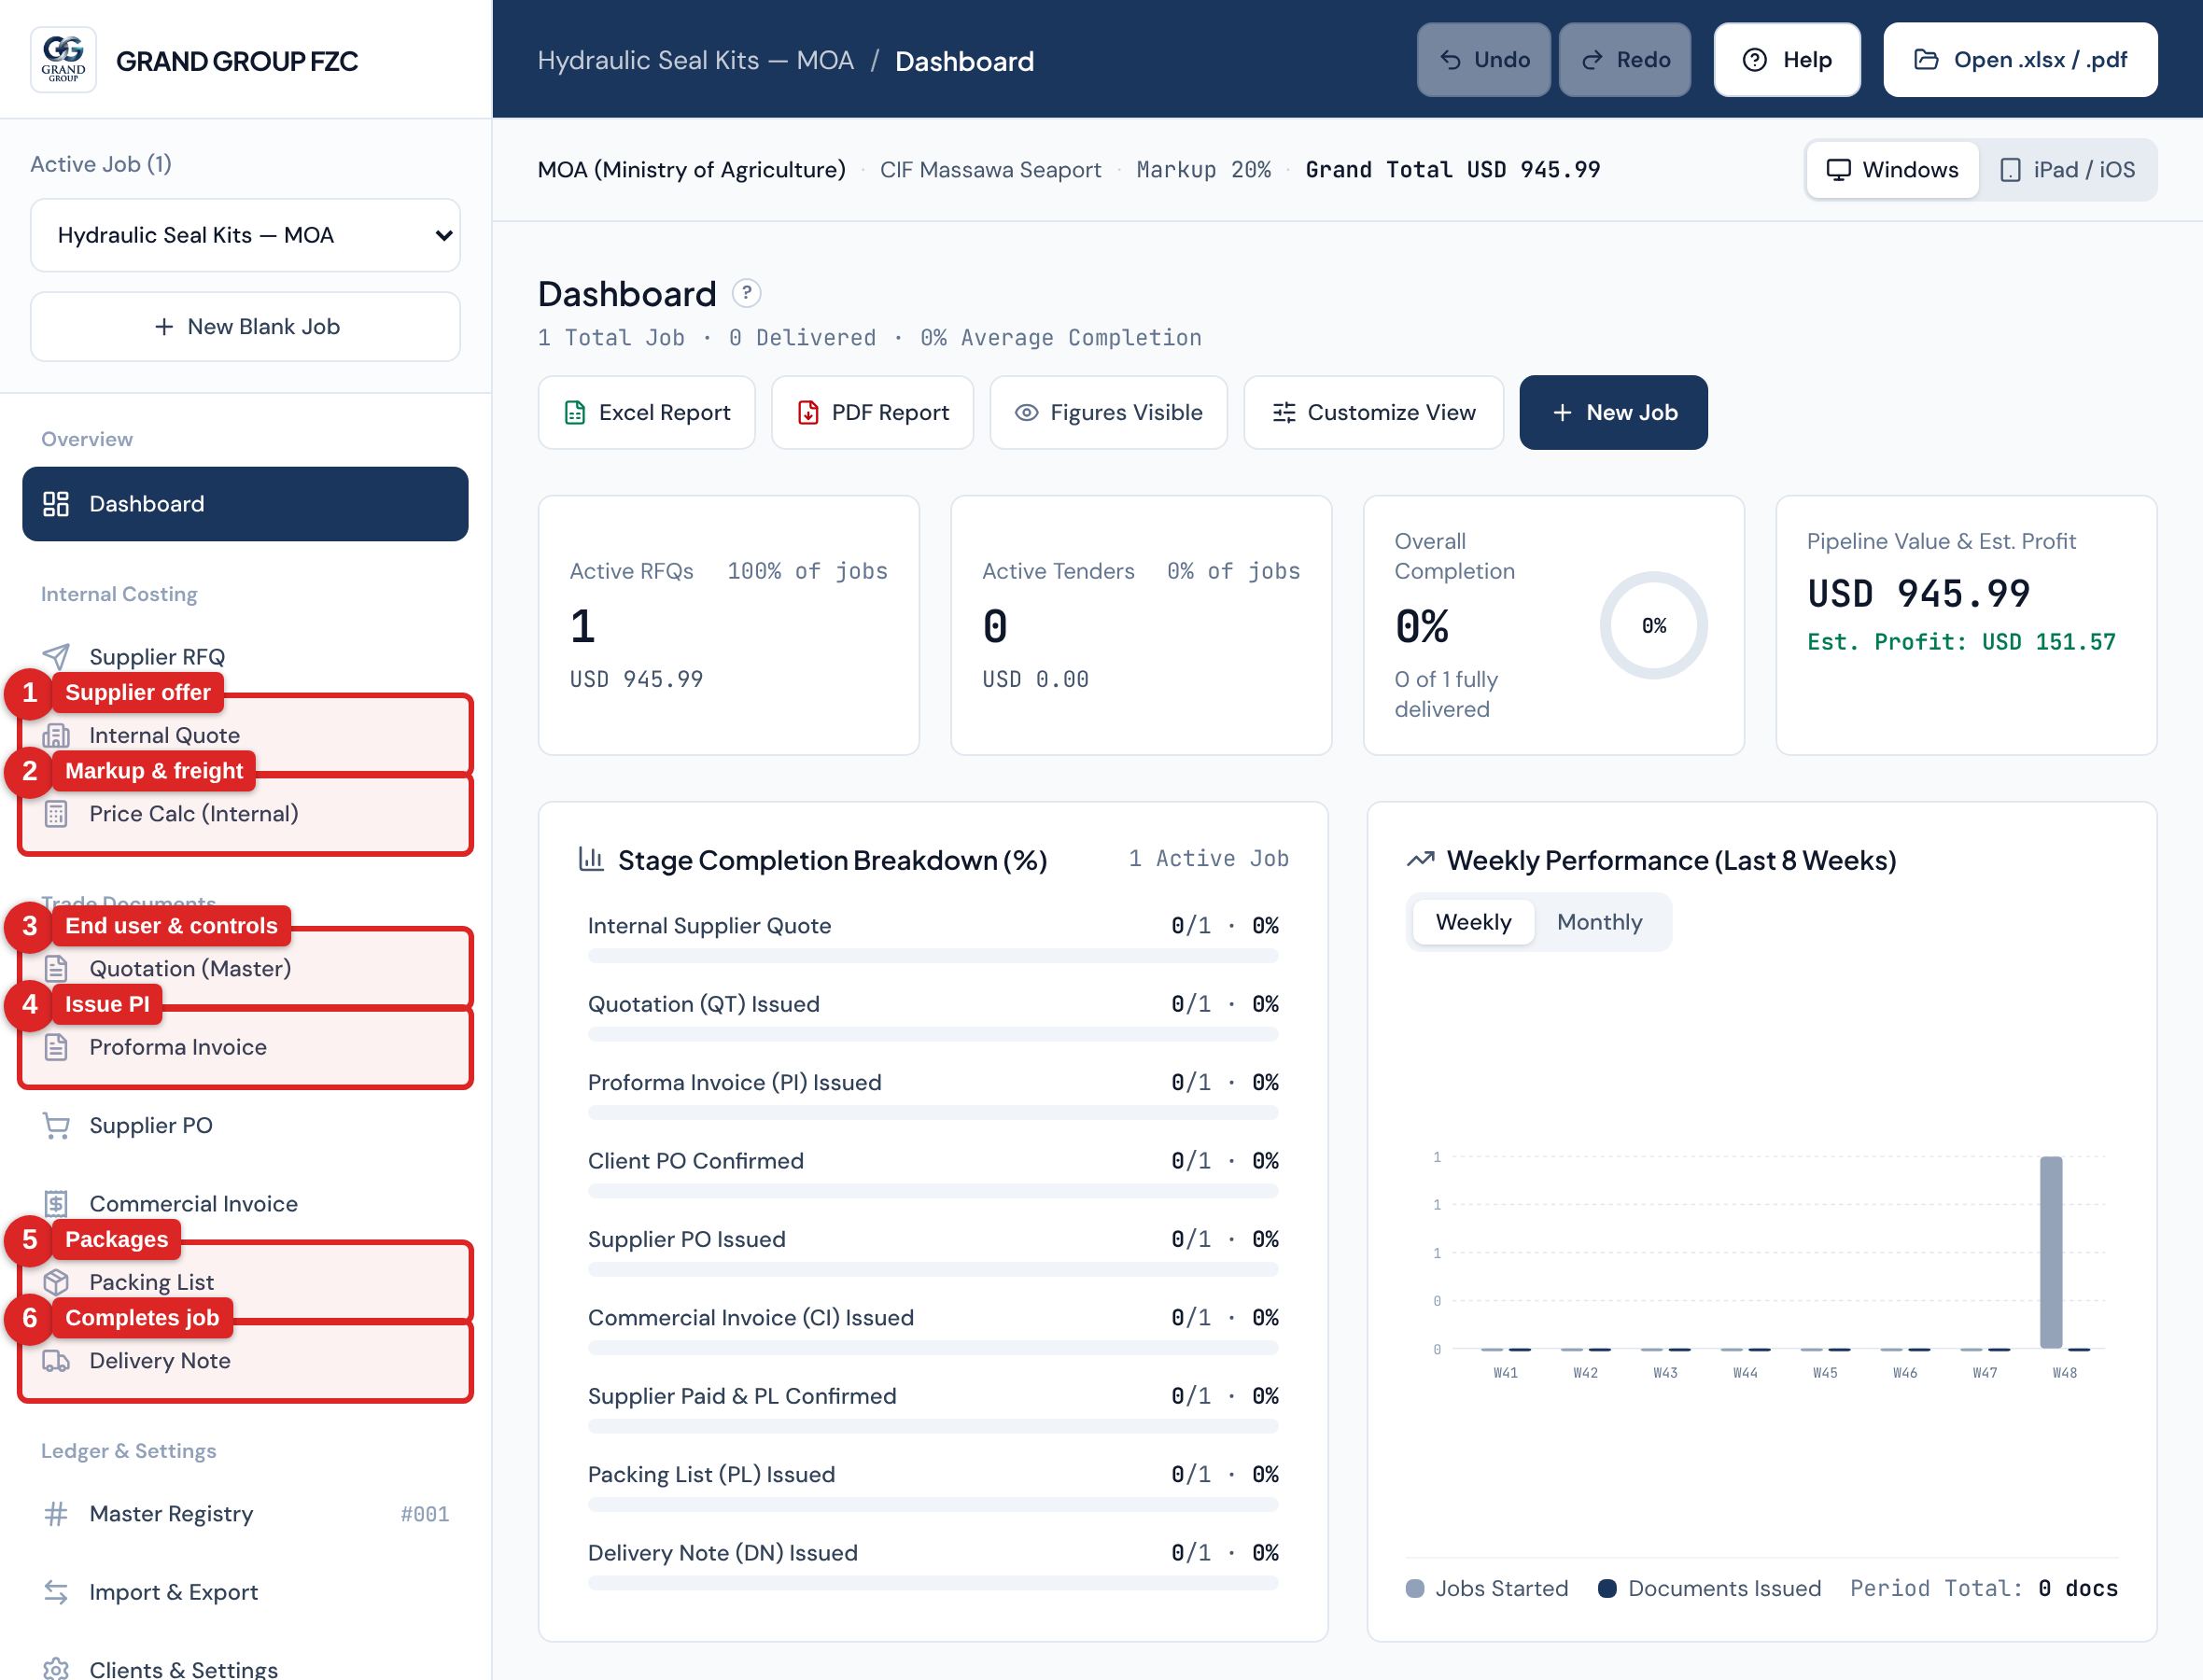 GRAND GROUP
GRAND GROUP FZC
Hydraulic Seal Kits — MOA / Dashboard
Undo
Redo
Help
Open .xlsx / .pdf
Active Job (1)
Hydraulic Seal Kits — MOA
New Blank Job
MOA (Ministry of Agriculture) · CIF Massawa Seaport · Markup 20% · Grand Total USD 945.99
Windows
iPad / iOS
Overview
Dashboard
Internal Costing
Supplier RFQ
1 Supplier offer
Internal Quote
2 Markup & freight
Price Calc (Internal)
Trade Documents
3 End user & controls
Quotation (Master)
4 Issue PI
Proforma Invoice
Supplier PO
Commercial Invoice
5 Packages
Packing List
6 Completes job
Delivery Note
Ledger & Settings
Master Registry #001
Import & Export
Clients & Settings
Dashboard ?
1 Total Job · 0 Delivered · 0% Average Completion
Excel Report
PDF Report
Figures Visible
Customize View
New Job
Active RFQs 100% of jobs
1
USD 945.99
Active Tenders 0% of jobs
0
USD 0.00
Overall
Completion
0%
0 of 1 fully
delivered
0%
Pipeline Value & Est. Profit
USD 945.99
Est. Profit: USD 151.57
Stage Completion Breakdown (%) 1 Active Job
Internal Supplier Quote 0/1 · 0%
Quotation (QT) Issued 0/1 · 0%
Proforma Invoice (PI) Issued 0/1 · 0%
Client PO Confirmed 0/1 · 0%
Supplier PO Issued 0/1 · 0%
Commercial Invoice (CI) Issued 0/1 · 0%
Supplier Paid & PL Confirmed 0/1 · 0%
Packing List (PL) Issued 0/1 · 0%
Delivery Note (DN) Issued 0/1 · 0%
Weekly Performance (Last 8 Weeks)
Weekly Monthly
1
1
1
0
0
W41 W42 W43 W44 W45 W46 W47 W48
Jobs Started Documents Issued Period Total: 0 docs